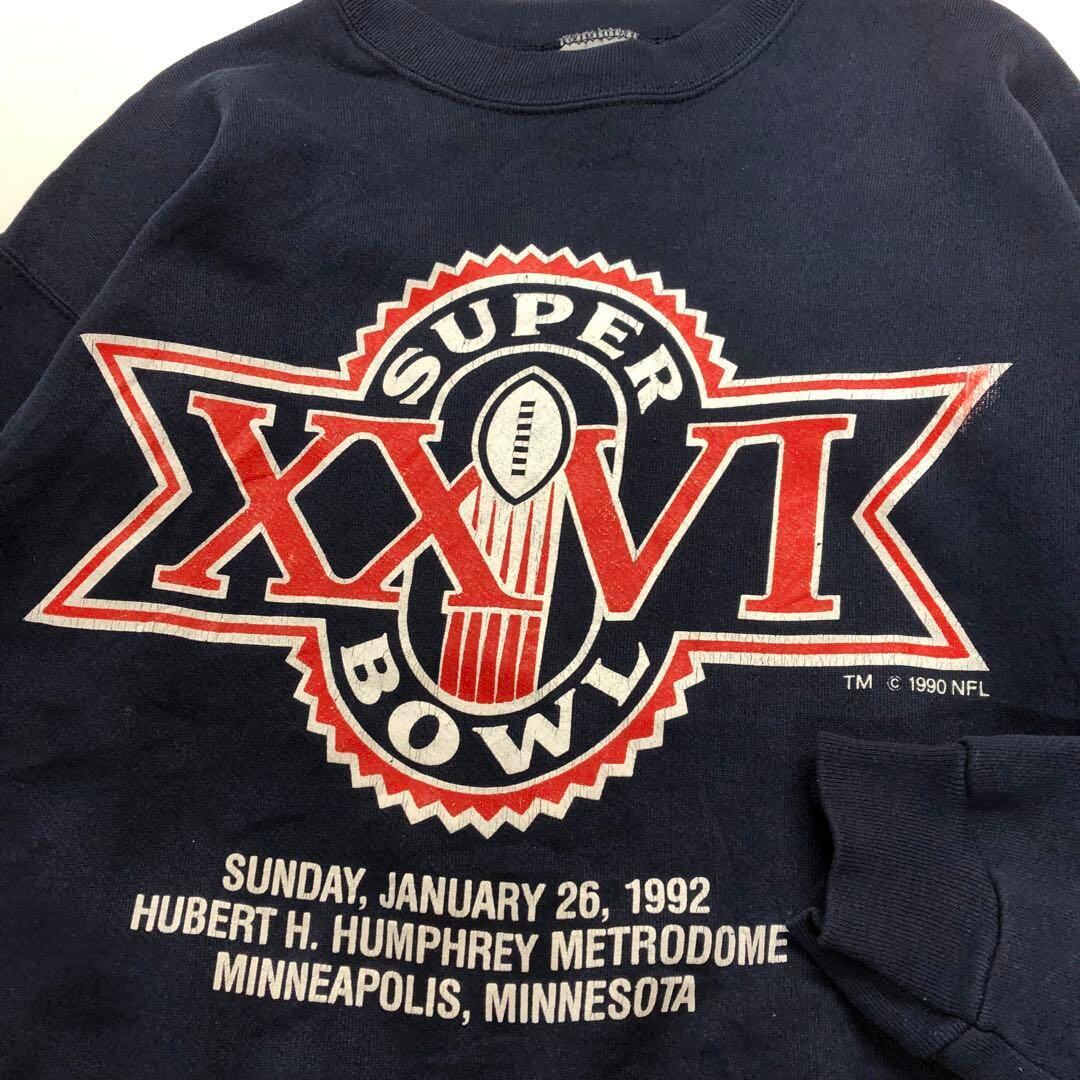 SUPER
XXVI
BOWL
TM © 1990 NFL
SUNDAY, JANUARY 26, 1992
HUBERT H. HUMPHREY METRODOME
MINNEAPOLIS, MINNESOTA